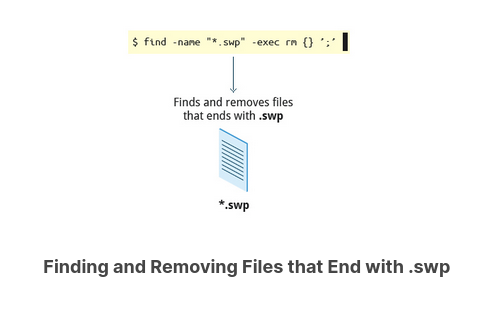 $ find -name "*.swp" -exec rm {} ';'
Finds and removes files
that ends with .swp
*.swp
Finding and Removing Files that End with .swp